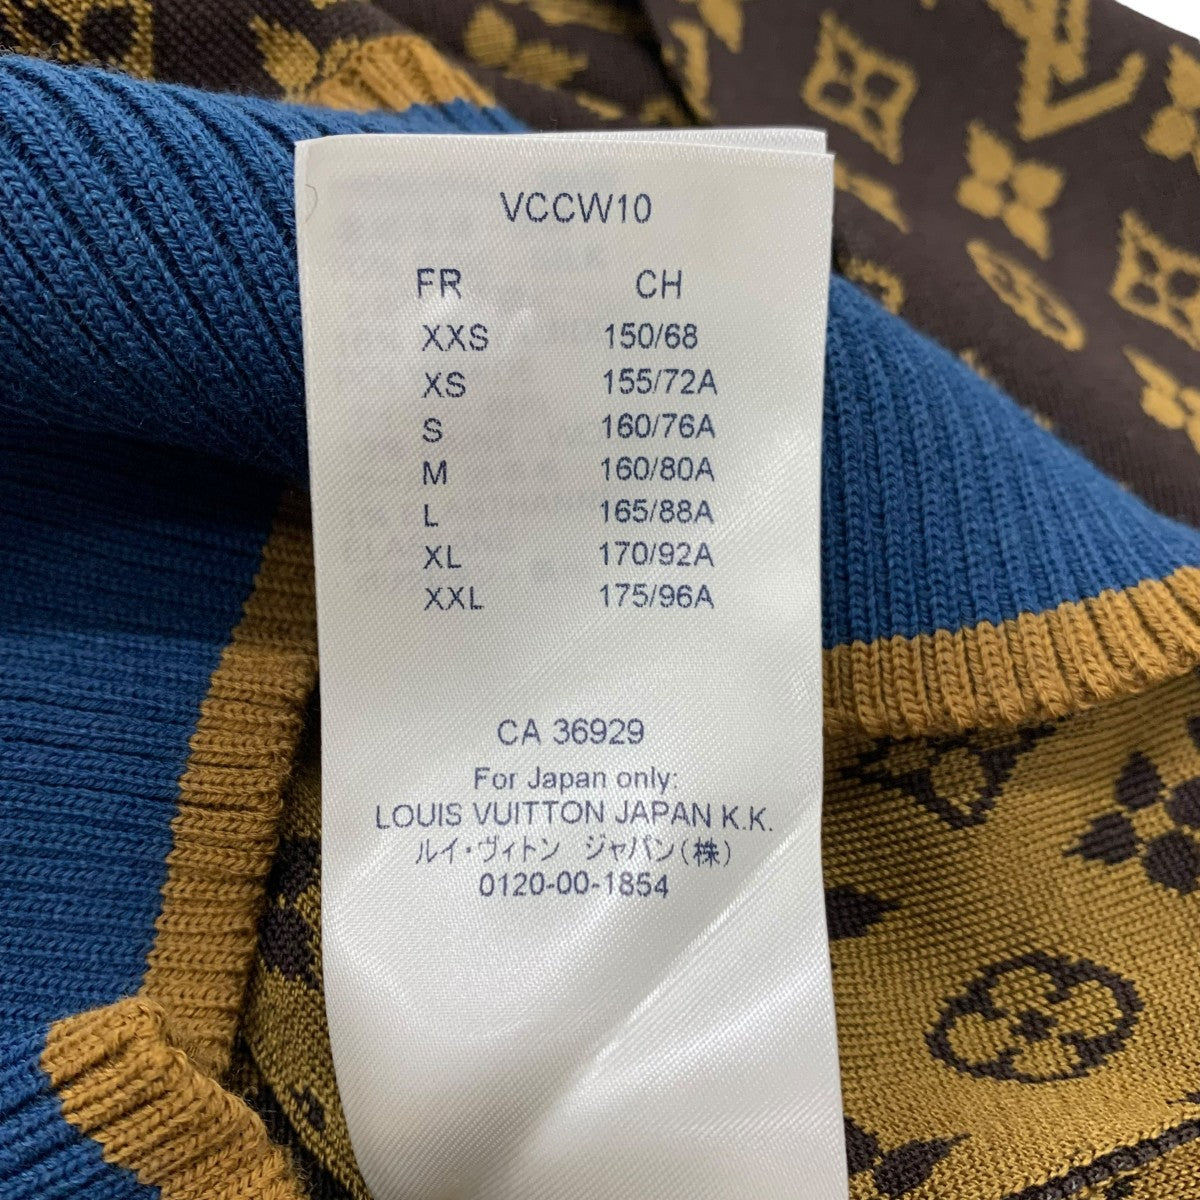 VCCW10
FR CH
XXS 150/68
XS 155/72A
S 160/76A
M 160/80A
L 165/88A
XL 170/92A
XXL 175/96A
CA 36929
For Japan only:
LOUIS VUITTON JAPAN K.K.
ルイ・ヴィトン ジャパン(株)
0120-00-1854